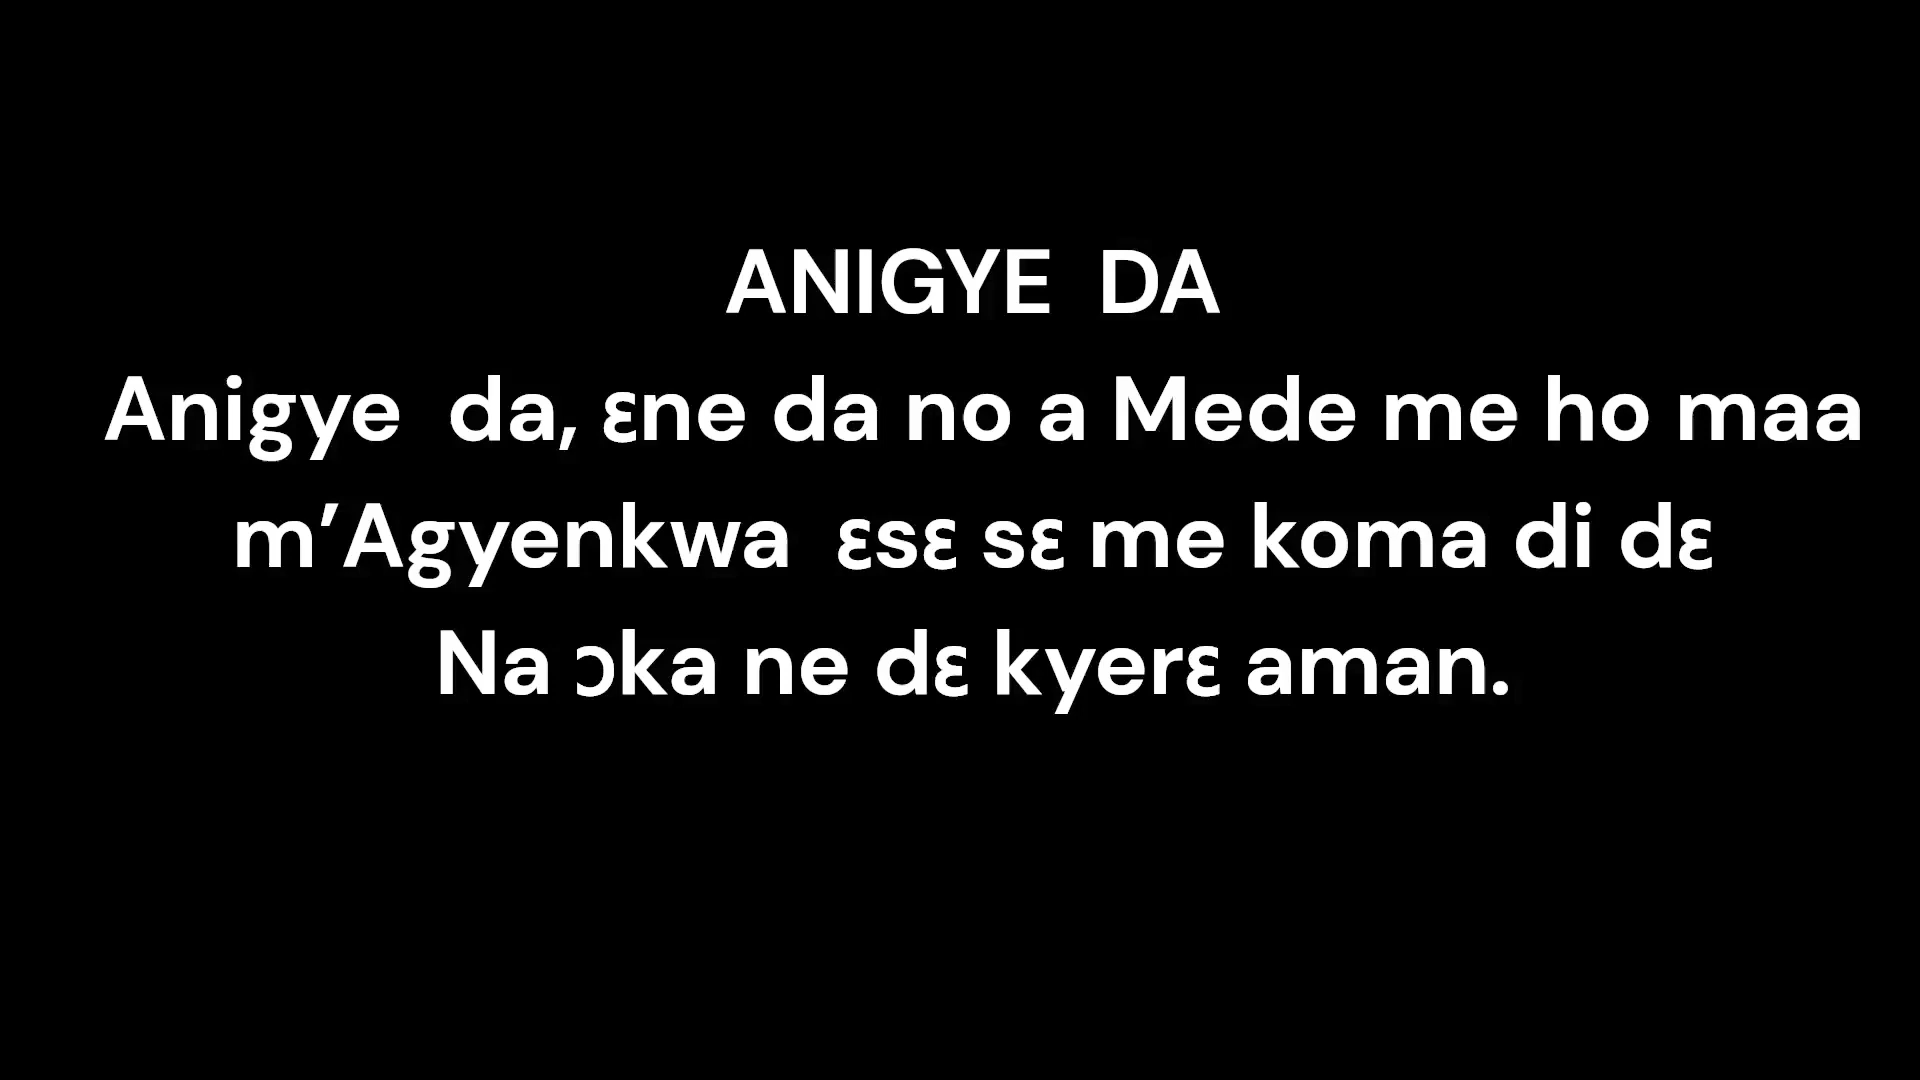 ANIGYE  DA
Anigye  da, ɛne da no a Mede me ho maa
m’Agyenkwa  ɛsɛ sɛ me koma di dɛ
Na ɔka ne dɛ kyerɛ aman.